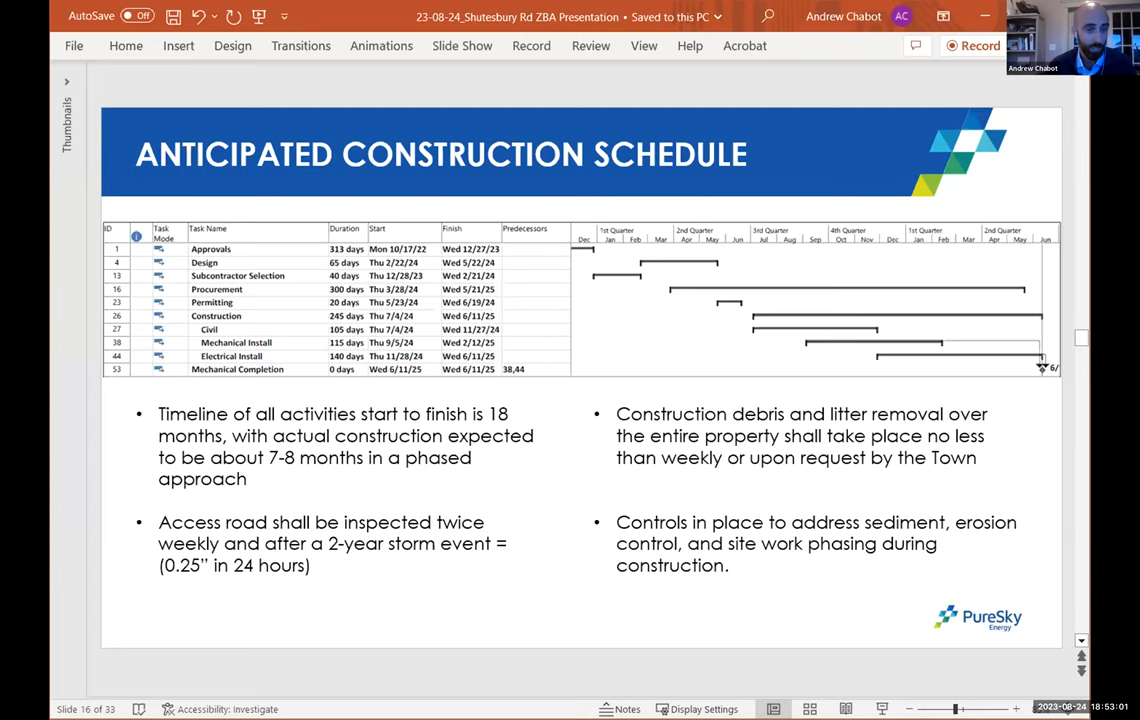 AutoSave Off 23-08-24_Shutesbury Rd ZBA Presentation • Saved to this PC Andrew Chabot AC
File Home Insert Design Transitions Animations Slide Show Record Review View Help Acrobat Record
Andrew Chabot
Thumbnails
ANTICIPATED CONSTRUCTION SCHEDULE
ID Task Mode Task Name Duration Start Finish Predecessors
1st Quarter 2nd Quarter 3rd Quarter 4th Quarter 1st Quarter 2nd Quarter
Dec Jan Feb Mar Apr May Jun Jul Aug Sep Oct Nov Dec Jan Feb Mar Apr May Jun
1 Approvals 313 days Mon 10/17/22 Wed 12/27/23
4 Design 65 days Thu 2/22/24 Wed 5/22/24
13 Subcontractor Selection 40 days Thu 12/28/23 Wed 2/21/24
16 Procurement 300 days Thu 3/28/24 Wed 5/21/25
23 Permitting 20 days Thu 5/23/24 Wed 6/19/24
26 Construction 245 days Thu 7/4/24 Wed 6/11/25
27 Civil 105 days Thu 7/4/24 Wed 11/27/24
38 Mechanical Install 115 days Thu 9/5/24 Wed 2/12/25
44 Electrical Install 140 days Thu 11/28/24 Wed 6/11/25
53 Mechanical Completion 0 days Wed 6/11/25 Wed 6/11/25 38,44 6/
• Timeline of all activities start to finish is 18
months, with actual construction expected
to be about 7-8 months in a phased
approach
• Access road shall be inspected twice
weekly and after a 2-year storm event =
(0.25” in 24 hours)
• Construction debris and litter removal over
the entire property shall take place no less
than weekly or upon request by the Town
• Controls in place to address sediment, erosion
control, and site work phasing during
construction.
PureSky
Energy
Slide 16 of 33 Accessibility: Investigate Notes Display Settings
2023-08-24 18:53:01